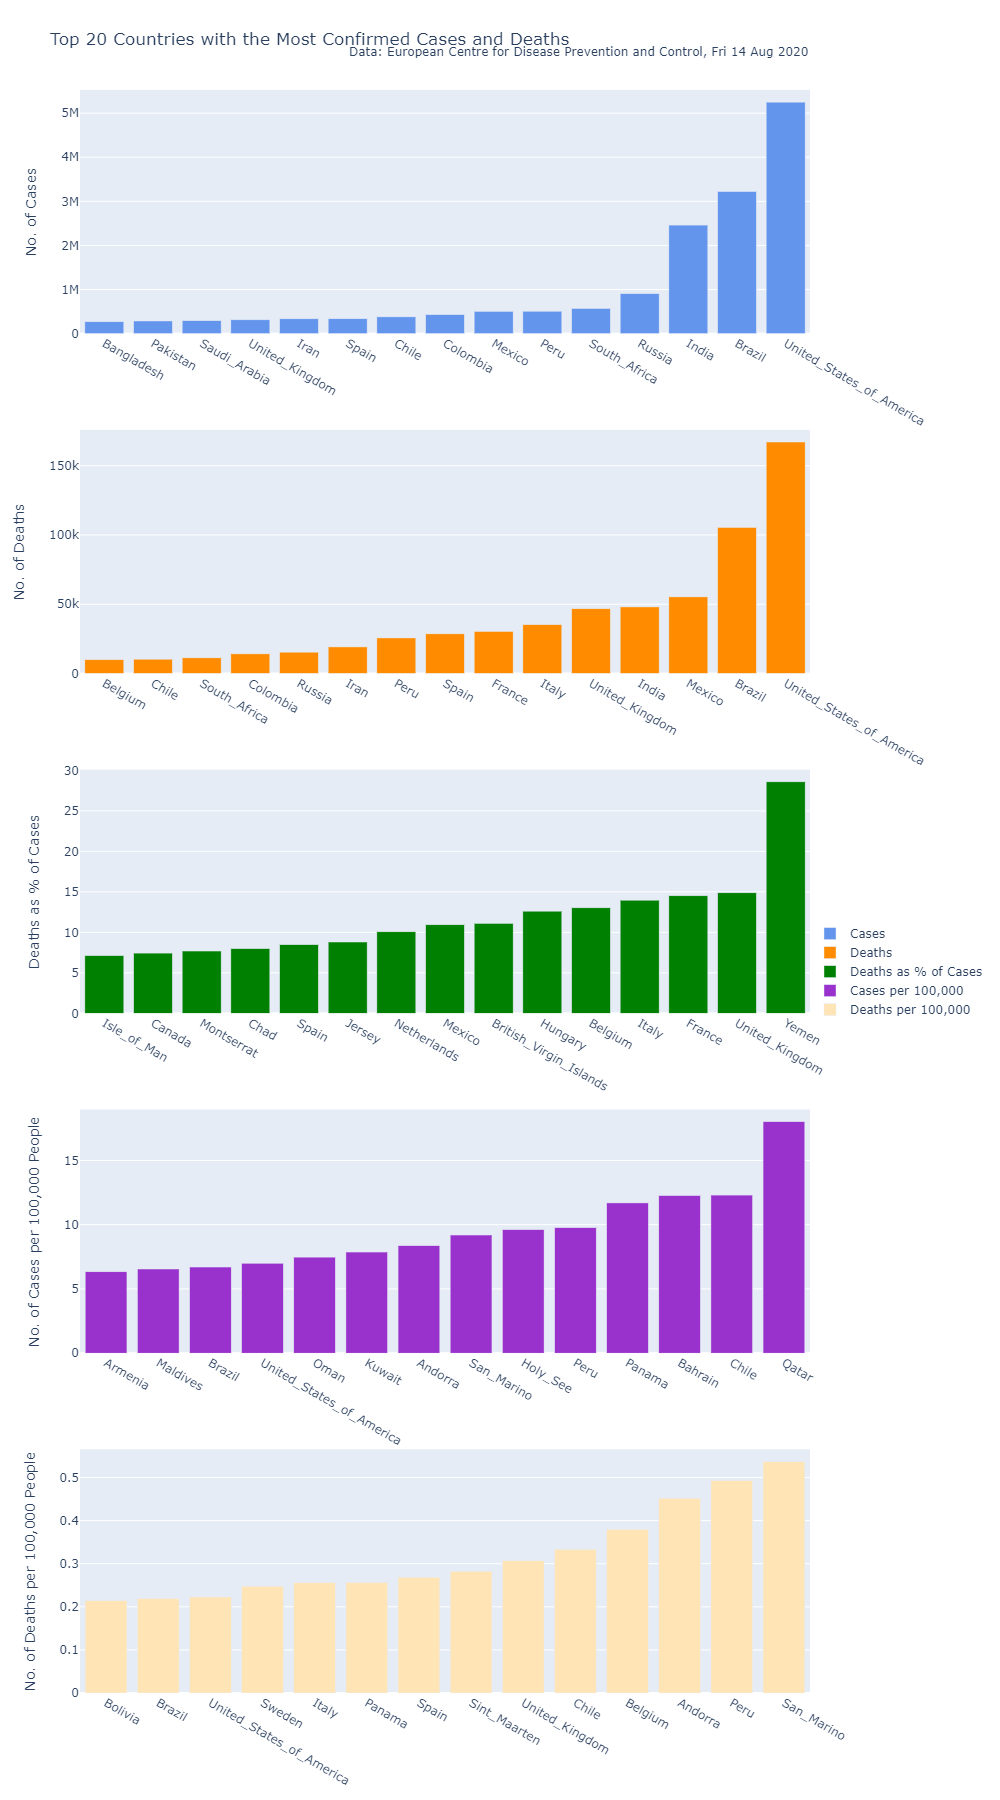 Top 20 Countries with the Most Confirmed Cases and Deaths
Data: European Centre for Disease Prevention and Control, Fri 14 Aug 2020
No. of Cases
5M
4M
3M
2M
1M
0
Bangladesh
Pakistan
Saudi_Arabia
United_Kingdom
Iran
Spain
Chile
Colombia
Mexico
Peru
South_Africa
Russia
India
Brazil
United_States_of_America
No. of Deaths
150k
100k
50k
0
Belgium
Chile
South_Africa
Colombia
Russia
Iran
Peru
Spain
France
Italy
United_Kingdom
India
Mexico
Brazil
United_States_of_America
Deaths as % of Cases
30
25
20
15
10
5
0
Isle_of_Man
Canada
Montserrat
Chad
Spain
Jersey
Netherlands
Mexico
British_Virgin_Islands
Hungary
Belgium
Italy
France
United_Kingdom
Yemen
Cases
Deaths
Deaths as % of Cases
Cases per 100,000
Deaths per 100,000
No. of Cases per 100,000 People
15
10
5
0
Armenia
Maldives
Brazil
United_States_of_America
Oman
Kuwait
Andorra
San_Marino
Holy_See
Peru
Panama
Bahrain
Chile
Qatar
No. of Deaths per 100,000 People
0.5
0.4
0.3
0.2
0.1
0
Bolivia
Brazil
United_States_of_America
Sweden
Italy
Panama
Spain
Sint_Maarten
United_Kingdom
Chile
Belgium
Andorra
Peru
San_Marino